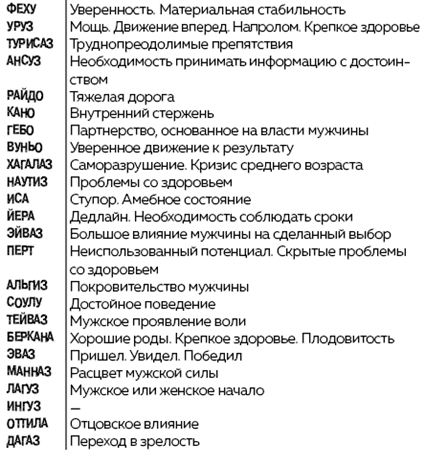 ФЕХУ Уверенность. Материальная стабильность
УРУЗ Мощь. Движение вперед. Напролом. Крепкое здоровье
ТУРИСАЗ Труднопреодолимые препятствия
АНСУЗ Необходимость принимать информацию с достоин-
ством
РАЙДО Тяжелая дорога
КАНО Внутренний стержень
ГЕБО Партнерство, основанное на власти мужчины
ВУНЬО Уверенное движение к результату
ХАГАЛАЗ Саморазрушение. Кризис среднего возраста
НАУТИЗ Проблемы со здоровьем
ИСА Ступор. Амебное состояние
ЙЕРА Дедлайн. Необходимость соблюдать сроки
ЭЙВАЗ Большое влияние мужчины на сделанный выбор
ПЕРТ Неиспользованный потенциал. Скрытые проблемы
со здоровьем
АЛЬГИЗ Покровительство мужчины
СОУЛУ Достойное поведение
ТЕЙВАЗ Мужское проявление воли
БЕРКАНА Хорошие роды. Крепкое здоровье. Плодовитость
ЭВАЗ Пришел. Увидел. Победил
МАННАЗ Расцвет мужской силы
ЛАГУЗ Мужское или женское начало
ИНГУЗ —
ОТТИЛА Отцовское влияние
ДАГАЗ Переход в зрелость